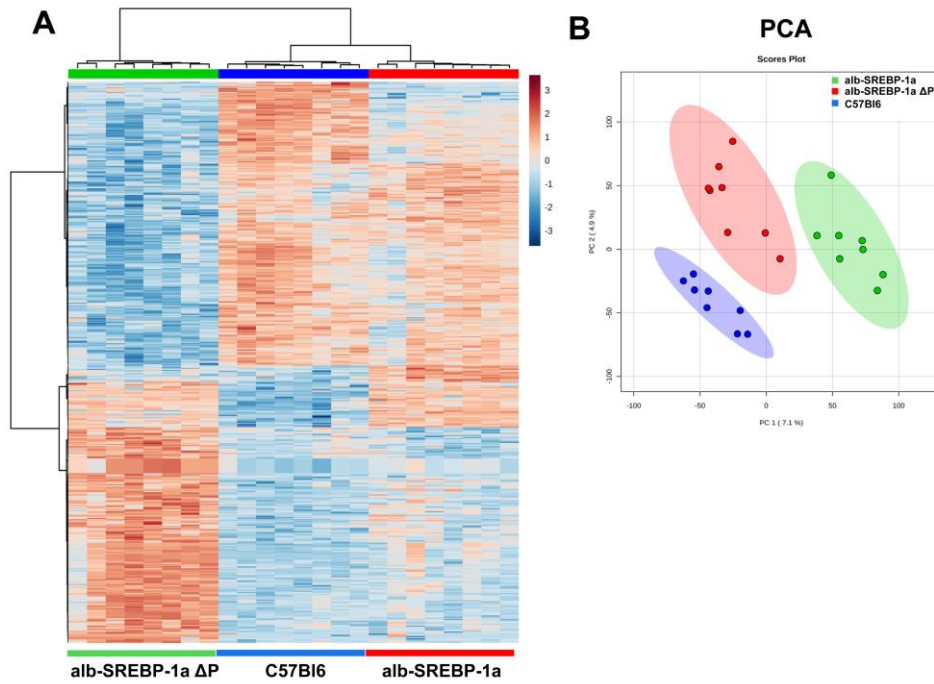 A
3
2
1
0
-1
-2
-3
alb-SREBP-1a ΔP
C57Bl6
alb-SREBP-1a
B
PCA
Scores Plot
alb-SREBP-1a
alb-SREBP-1a ΔP
C57Bl6
PC 2 ( 4.9 %)
100
50
0
-50
-100
-100
-50
0
50
100
PC 1 ( 7.1 %)